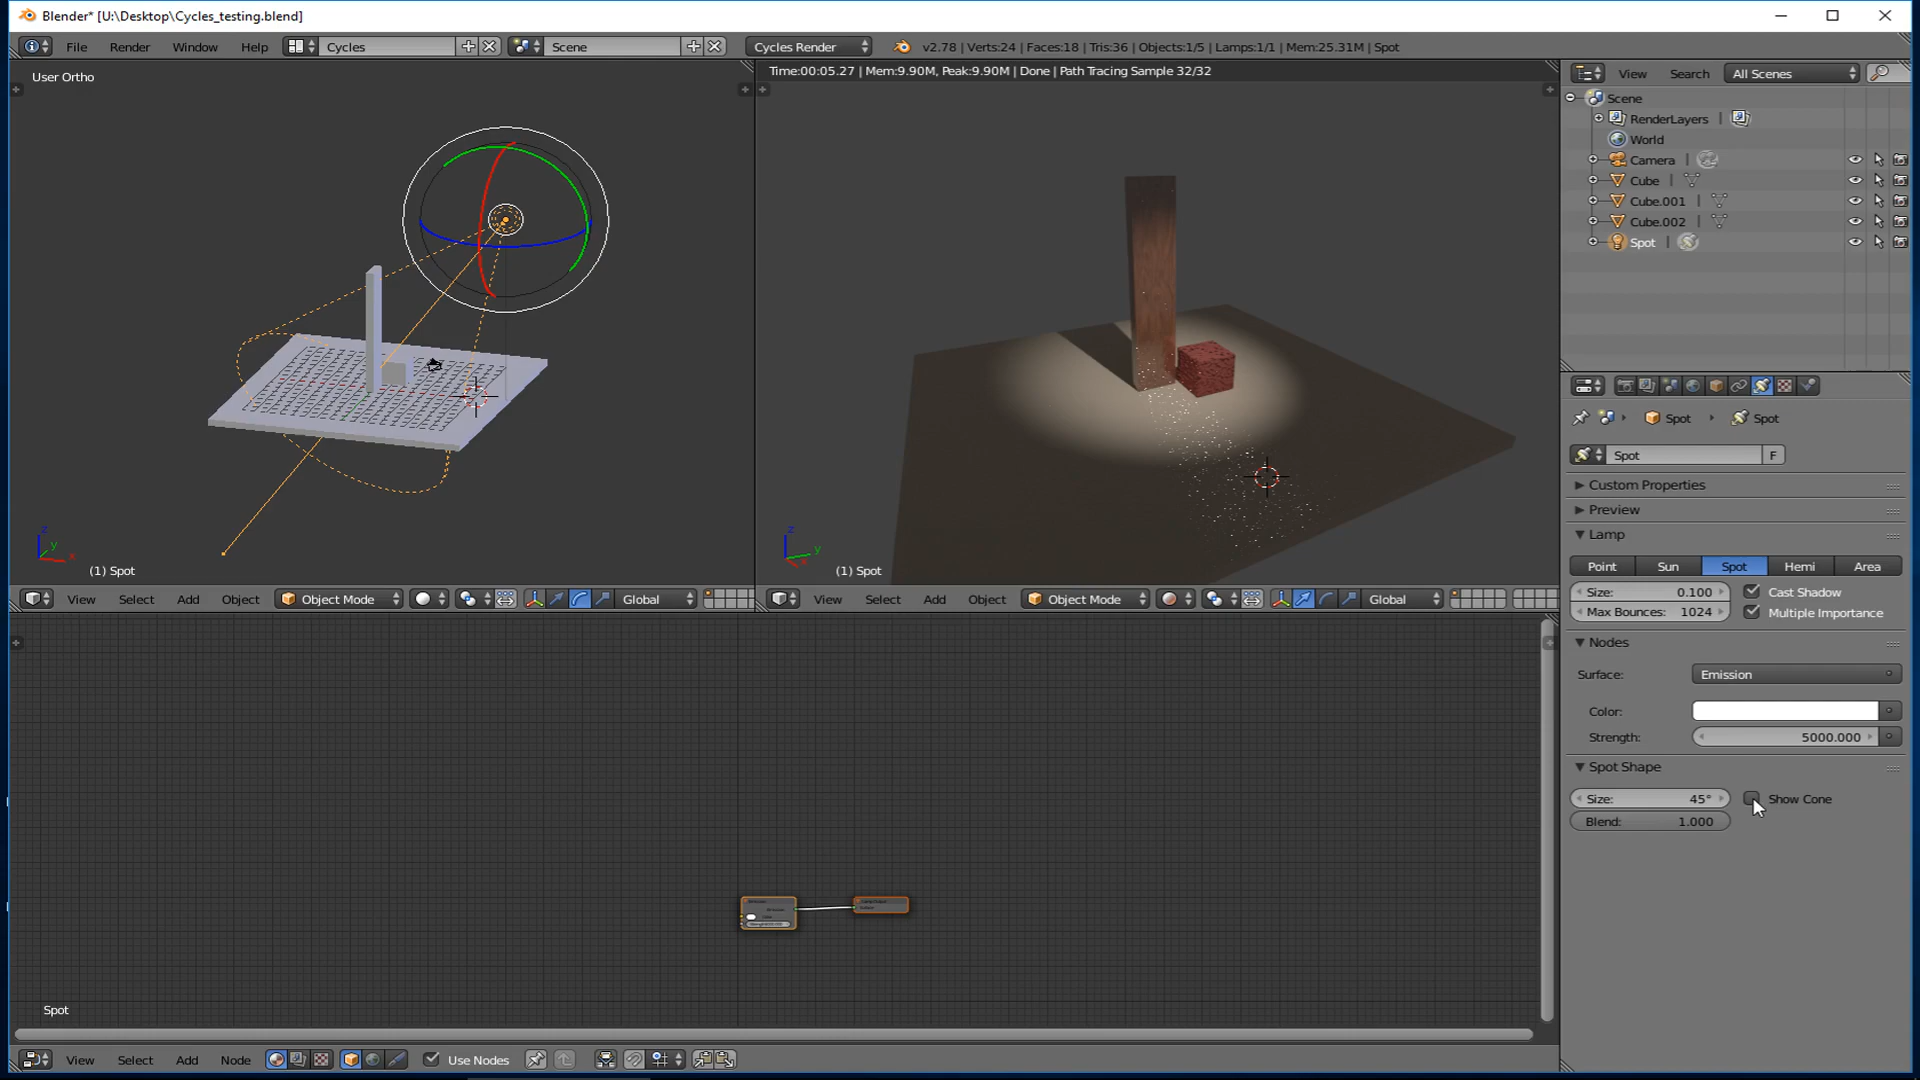 Blender* [U:\Desktop\Cycles_testing.blend]
File Render Window Help Cycles Scene Cycles Render v2.78 | Verts:24 | Faces:18 | Tris:36 | Objects:1/5 | Lamps:1/1 | Mem:25.31M | Spot
User Ortho
Time:00:05.27 | Mem:9.90M, Peak:9.90M | Done | Path Tracing Sample 32/32
View Search All Scenes
Scene
RenderLayers |
World
Camera |
Cube |
Cube.001 |
Cube.002 |
Spot |
Spot Spot
Spot F
Custom Properties
Preview
Lamp
Point Sun Spot Hemi Area
Size: 0.100 Cast Shadow
Max Bounces: 1024 Multiple Importance
Nodes
Surface: Emission
Color:
Strength: 5000.000
Spot Shape
Size: 45° Show Cone
Blend: 1.000
z y x
(1) Spot
z y x
(1) Spot
View Select Add Object Object Mode Global
View Select Add Object Object Mode Global
Spot
View Select Add Node Use Nodes